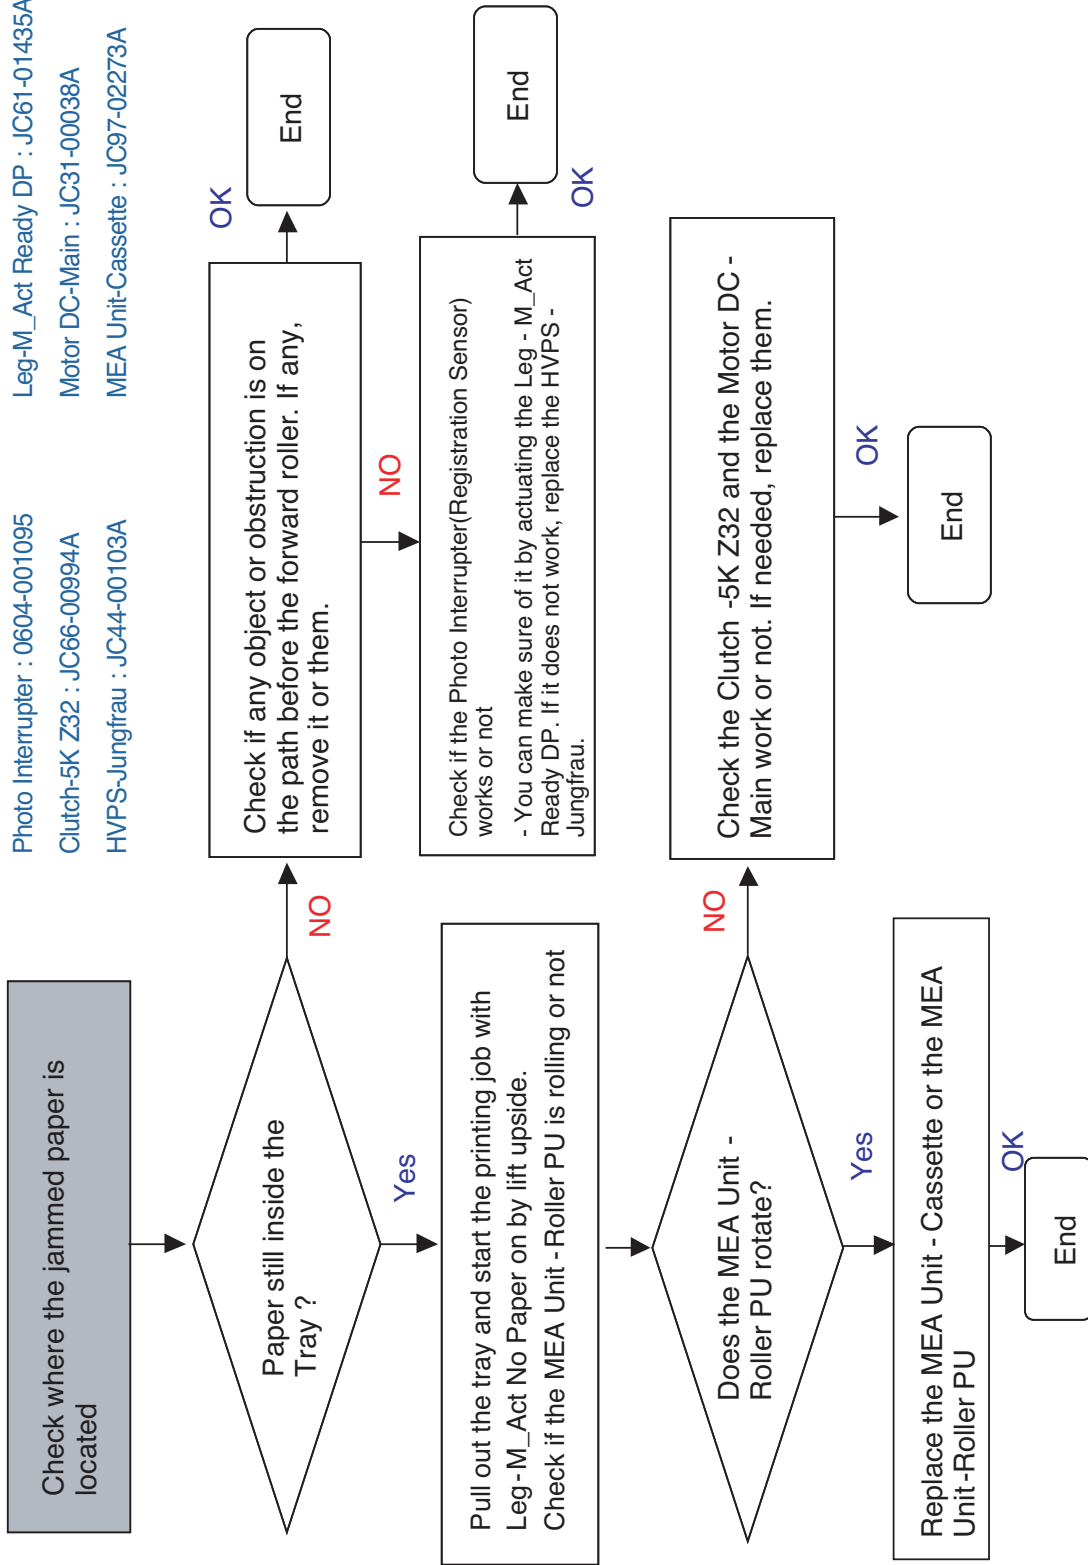 Photo Interrupter : 0604-001095
Clutch-5K Z32 : JC66-00994A
HVPS-Jungfrau : JC44-00103A
Leg-M_Act Ready DP : JC61-01435A
Motor DC-Main : JC31-00038A
MEA Unit-Cassette : JC97-02273A
Check where the jammed paper is
located
Paper still inside the
Tray ?
NO
Check if any object or obstruction is on
the path before the forward roller. If any,
remove it or them.
OK
End
NO
Check if the Photo Interrupter(Registration Sensor)
works or not
- You can make sure of it by actuating the Leg - M_Act
Ready DP. If it does not work, replace the HVPS -
Jungfrau.
OK
End
Yes
Pull out the tray and start the printing job with
Leg-M_Act No Paper on by lift upside.
Check if the MEA Unit - Roller PU is rolling or not
Does the MEA Unit -
Roller PU rotate?
NO
Check the Clutch -5K Z32 and the Motor DC -
Main work or not. If needed, replace them.
OK
End
Yes
Replace the MEA Unit - Cassette or the MEA
Unit -Roller PU
OK
End